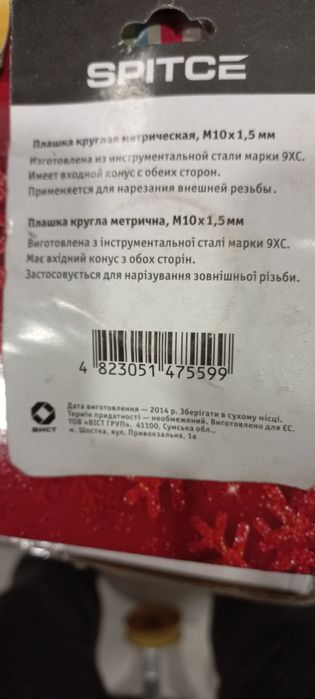 SPITCE
Плашка круглая метрическая, М10х1,5 мм
Изготовлена из инструментальной стали марки 9ХС.
Имеет входной конус с обеих сторон.
Применяется для нарезания внешней резьбы.
Плашка кругла метрична, М10х1,5 мм
Виготовлена з інструментальної сталі марки 9ХС.
Має вхідний конус з обох сторін.
Застосовується для нарізування зовнішньої різьби.
4 823051 475599
Дата виготовлення — 2014 р. Зберігати в сухому місці.
Термін придатності — необмежений. Виготовлено для ЄС.
ТОВ «ВІСТ ГРУП». 41100, Сумська обл.,
м. Шостка, вул. Привокзальна, 1а
ВИСТ